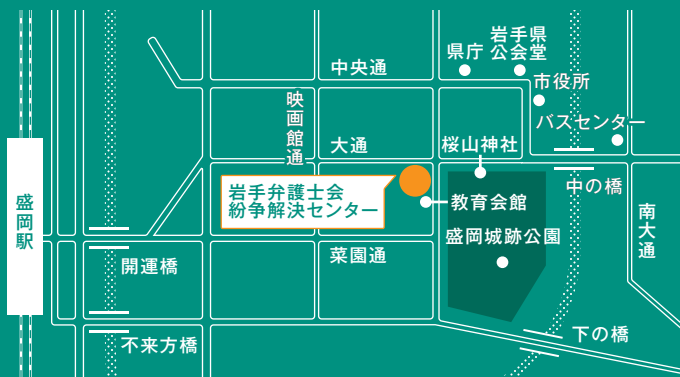 岩手県
公会堂
県庁
中央通
市役所
映画館通
バスセンター
大通
桜山神社
岩手弁護士会
紛争解決センター
中の橋
教育会館
盛岡駅
南大通
盛岡城跡公園
開運橋
菜園通
下の橋
不来方橋